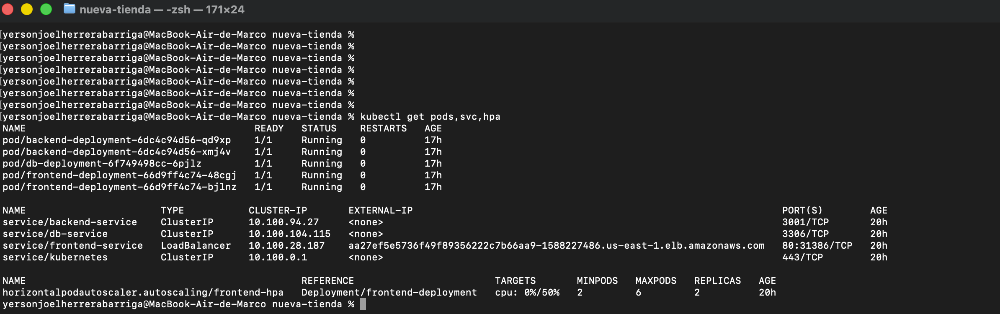 nueva-tienda — -zsh — 171×24
[yersonjoelherrerabarriga@MacBook-Air-de-Marco nueva-tienda %
[yersonjoelherrerabarriga@MacBook-Air-de-Marco nueva-tienda %
[yersonjoelherrerabarriga@MacBook-Air-de-Marco nueva-tienda %
[yersonjoelherrerabarriga@MacBook-Air-de-Marco nueva-tienda %
[yersonjoelherrerabarriga@MacBook-Air-de-Marco nueva-tienda %
[yersonjoelherrerabarriga@MacBook-Air-de-Marco nueva-tienda %
[yersonjoelherrerabarriga@MacBook-Air-de-Marco nueva-tienda %
[yersonjoelherrerabarriga@MacBook-Air-de-Marco nueva-tienda % kubectl get pods,svc,hpa
NAME READY STATUS RESTARTS AGE
pod/backend-deployment-6dc4c94d56-qd9xp 1/1 Running 0 17h
pod/backend-deployment-6dc4c94d56-xmj4v 1/1 Running 0 17h
pod/db-deployment-6f749498cc-6pjlz 1/1 Running 0 17h
pod/frontend-deployment-66d9ff4c74-48cgj 1/1 Running 0 17h
pod/frontend-deployment-66d9ff4c74-bjlnz 1/1 Running 0 17h
NAME TYPE CLUSTER-IP EXTERNAL-IP PORT(S) AGE
service/backend-service ClusterIP 10.100.94.27 <none> 3001/TCP 20h
service/db-service ClusterIP 10.100.104.115 <none> 3306/TCP 20h
service/frontend-service LoadBalancer 10.100.28.187 aa27ef5e5736f49f89356222c7b66aa9-1588227486.us-east-1.elb.amazonaws.com 80:31386/TCP 20h
service/kubernetes ClusterIP 10.100.0.1 <none> 443/TCP 20h
NAME REFERENCE TARGETS MINPODS MAXPODS REPLICAS AGE
horizontalpodautoscaler.autoscaling/frontend-hpa Deployment/frontend-deployment cpu: 0%/50% 2 6 2 20h
yersonjoelherrerabarriga@MacBook-Air-de-Marco nueva-tienda %